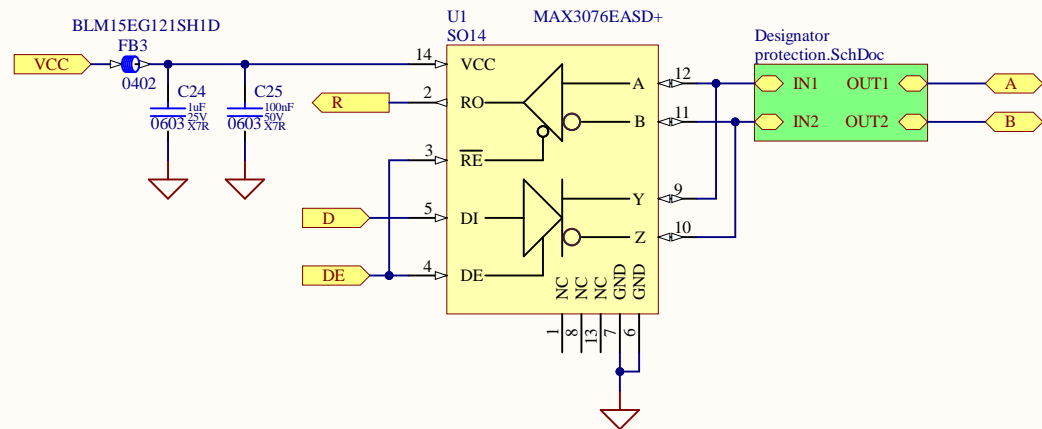 BLM15EG121SH1D
FB3
VCC
0402
C24
1uF
25V
0603 X7R
C25
100nF
50V
0603 X7R
U1
MAX3076EASD+
SO14
14 VCC
R
2 RO
3 RE
D
5 DI
DE
4 DE
A 12
B 11
Y 9
Z 10
NC NC NC GND GND
1 8 13 7 6
Designator
protection.SchDoc
IN1 OUT1
IN2 OUT2
A
B